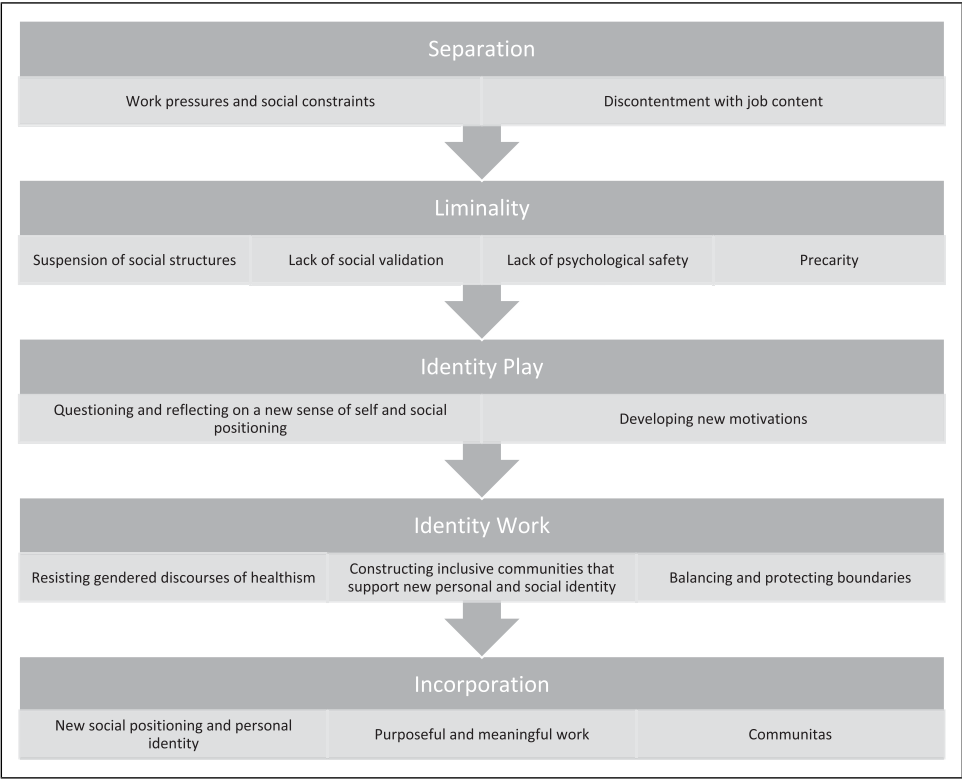 Separation
Work pressures and social constraints
Discontentment with job content
Liminality
Suspension of social structures
Lack of social validation
Lack of psychological safety
Precarity
Identity Play
Questioning and reflecting on a new sense of self and social
positioning
Developing new motivations
Identity Work
Resisting gendered discourses of healthism
Constructing inclusive communities that
support new personal and social identity
Balancing and protecting boundaries
Incorporation
New social positioning and personal
identity
Purposeful and meaningful work
Communitas